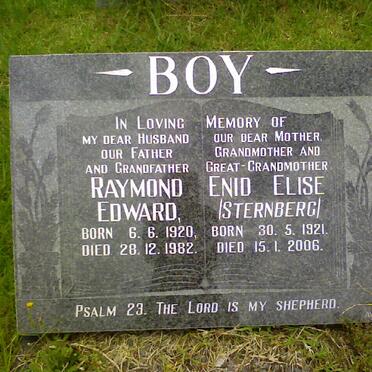 BOY
IN LOVING MEMORY OF
MY DEAR HUSBAND
OUR FATHER
AND GRANDFATHER
RAYMOND
EDWARD,
BORN 6.6.1920,
DIED 28.12.1982.
OUR DEAR MOTHER,
GRANDMOTHER AND
GREAT-GRANDMOTHER
ENID ELISE
(STERNBERG)
BORN 30.5.1921.
DIED 15.1.2006.
PSALM 23. THE LORD IS MY SHEPHERD.